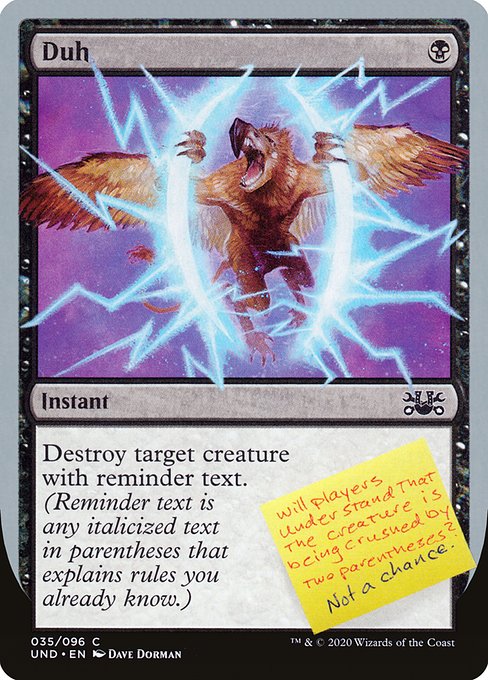 Duh
Instant
Destroy target creature
with reminder text.
(Reminder text is
any italicized text
in parentheses that
explains rules you
already know.)
Will players
understand that
the creature is
being crushed by
two parentheses?
Not a chance.
035/096 C
UND • EN DAVE DORMAN
™ & © 2020 Wizards of the Coast